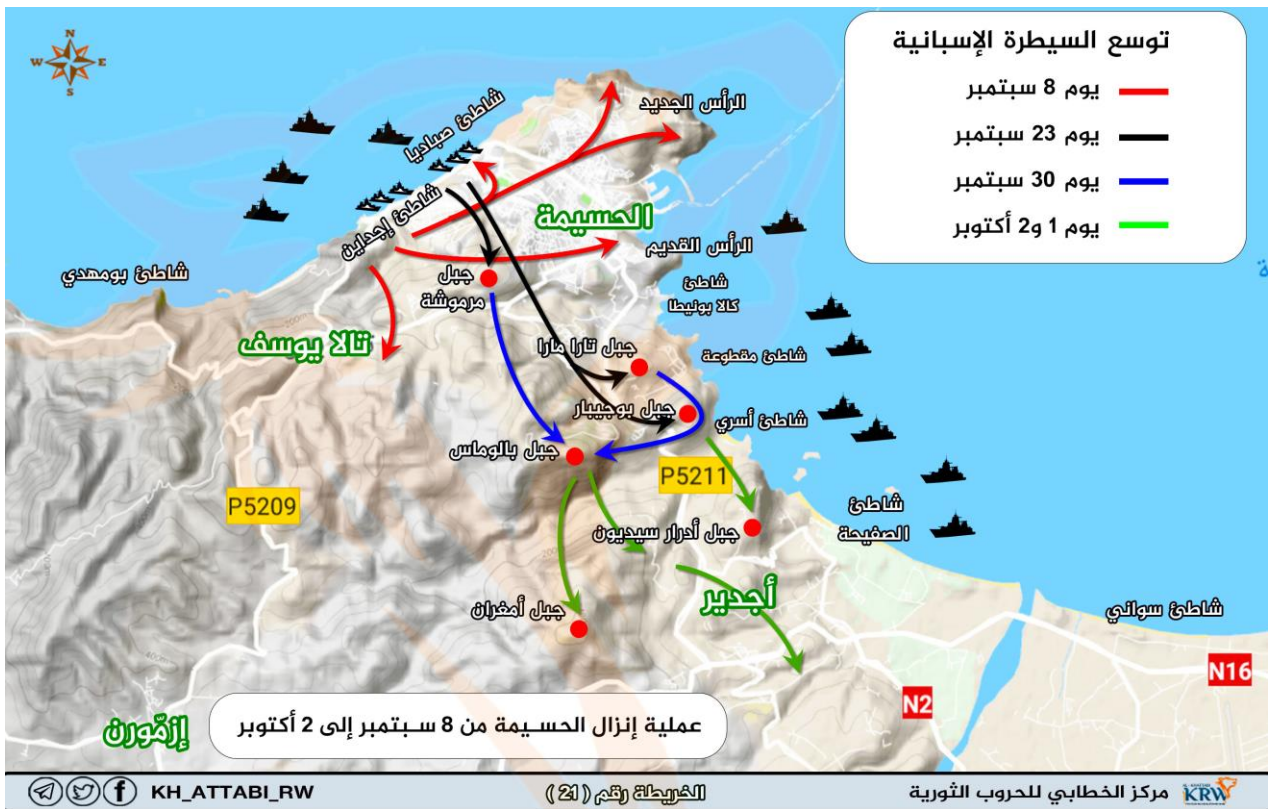 توسع السيطرة الإسبانية
يوم 8 سبتمبر
يوم 23 سبتمبر
يوم 30 سبتمبر
يوم 1 و2 أكتوبر
N
W
E
S
الرأس الجديد
شاطئ صباديا
شاطئ إجداين
الحسيمة
الرأس القديم
شاطئ بومهدي
جبل
مرموشة
شاطئ
كالا بونيطا
تالا يوسف
جبل تارا مارا
شاطئ مقطوعة
جبل بوجيبار
شاطئ أسري
جبل بالوماس
P5211
P5209
شاطئ
الصفيحة
جبل أدرار سيديون
أجدير
جبل أمغران
شاطئ سواني
N16
N2
إزمّورن
عملية إنزال الحسيمة من 8 سبتمبر إلى 2 أكتوبر
مركز الخطابي للحروب الثورية
KRW
الخريطة رقم ( 21 )
KH_ATTABI_RW